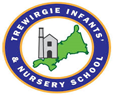 TREWIRGIE INFANTS'
& NURSERY SCHOOL